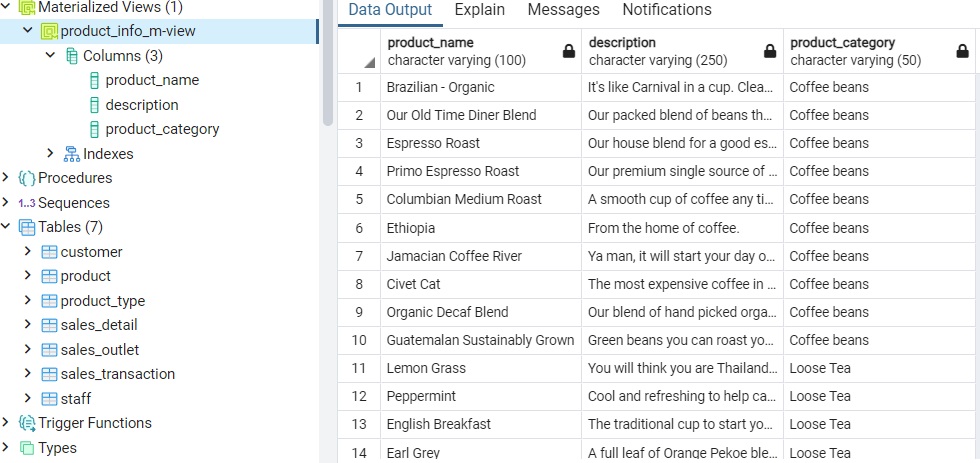 Materialized Views (1)
product_info_m-view
Columns (3)
product_name
description
product_category
Indexes
Procedures
1..3 Sequences
Tables (7)
customer
product
product_type
sales_detail
sales_outlet
sales_transaction
staff
Trigger Functions
Types
Data Output Explain Messages Notifications
product_name description product_category
character varying (100) character varying (250) character varying (50)
1 Brazilian - Organic It's like Carnival in a cup. Clea... Coffee beans
2 Our Old Time Diner Blend Our packed blend of beans th... Coffee beans
3 Espresso Roast Our house blend for a good es... Coffee beans
4 Primo Espresso Roast Our premium single source of ... Coffee beans
5 Columbian Medium Roast A smooth cup of coffee any ti... Coffee beans
6 Ethiopia From the home of coffee. Coffee beans
7 Jamacian Coffee River Ya man, it will start your day o... Coffee beans
8 Civet Cat The most expensive coffee in ... Coffee beans
9 Organic Decaf Blend Our blend of hand picked orga... Coffee beans
10 Guatemalan Sustainably Grown Green beans you can roast yo... Coffee beans
11 Lemon Grass You will think you are Thailand... Loose Tea
12 Peppermint Cool and refreshing to help ca... Loose Tea
13 English Breakfast The traditional cup to start yo... Loose Tea
14 Earl Grey A full leaf of Orange Pekoe ble... Loose Tea